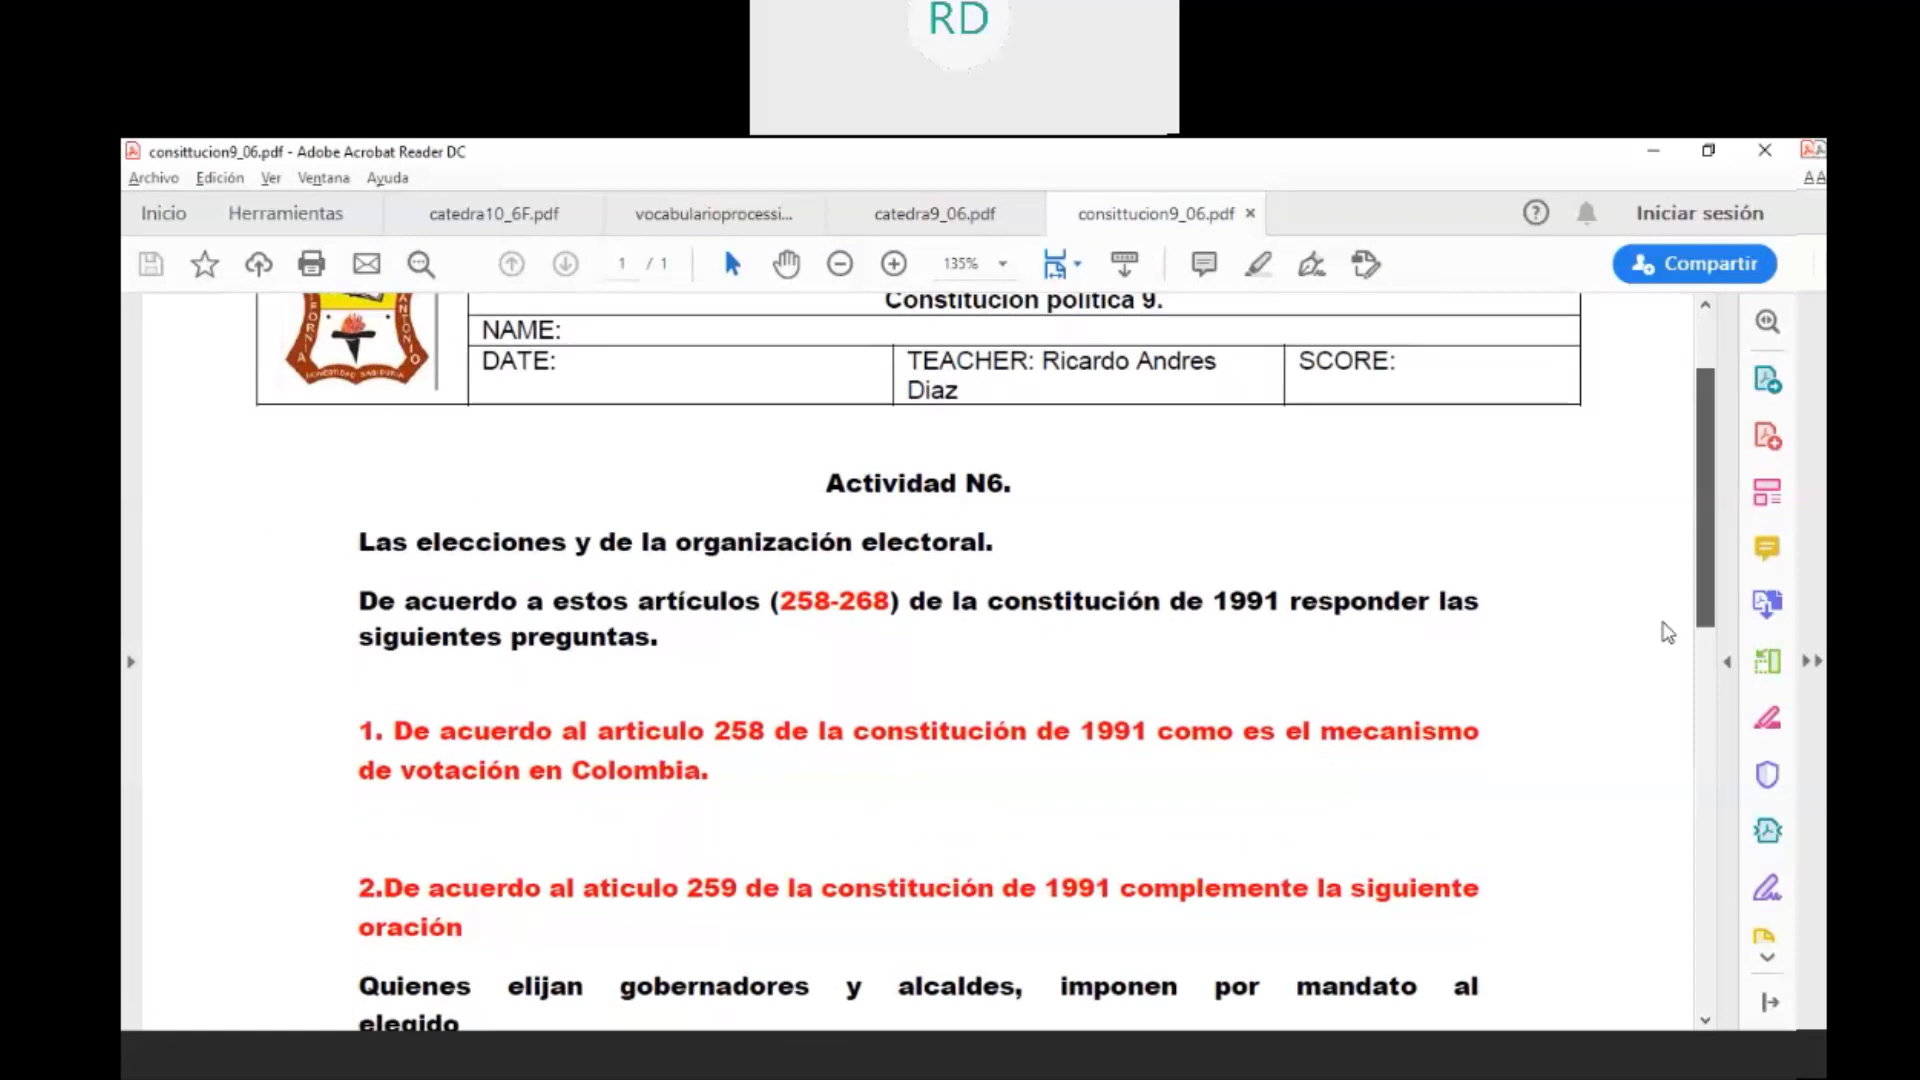 RD
consittucion9_06.pdf - Adobe Acrobat Reader DC
Archivo Edición Ver Ventana Ayuda
Inicio Herramientas catedra10_6F.pdf vocabularioprocessi... catedra9_06.pdf consittucion9_06.pdf × Iniciar sesión
1 / 1 135% Compartir
Constitución política 9.
NAME:
DATE: TEACHER: Ricardo Andres Diaz SCORE:
Actividad N6.
Las elecciones y de la organización electoral.
De acuerdo a estos artículos (258-268) de la constitución de 1991 responder las
siguientes preguntas.
1. De acuerdo al articulo 258 de la constitución de 1991 como es el mecanismo
de votación en Colombia.
2.De acuerdo al aticulo 259 de la constitución de 1991 complemente la siguiente
oración
Quienes elijan gobernadores y alcaldes, imponen por mandato al
elegido